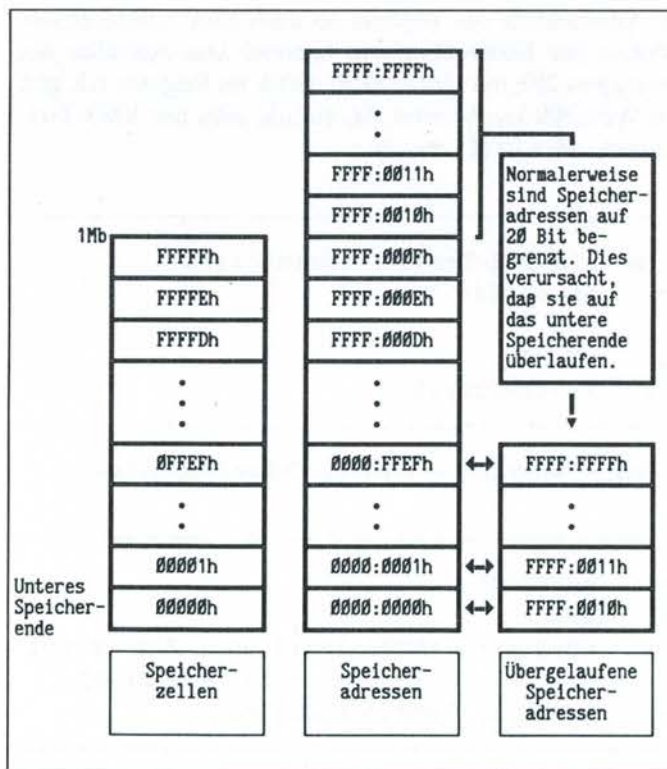 FFFF:FFFFh
FFFF:0011h
FFFF:0010h
1Mb
FFFFFh
FFFF:000Fh
FFFFEh
FFFF:000Eh
FFFFDh
FFFF:000Dh
Normalerweise
sind Speicher-
adressen auf
20 Bit be-
grenzt. Dies
verursacht,
daß sie auf
das untere
Speicherende
überlaufen.
0FFEFh
0000:FFEFh
FFFF:FFFFh
00001h
0000:0001h
FFFF:0011h
00000h
0000:0000h
FFFF:0010h
Unteres
Speicher-
ende
Speicher-
zellen
Speicher-
adressen
Übergelaufene
Speicher-
adressen